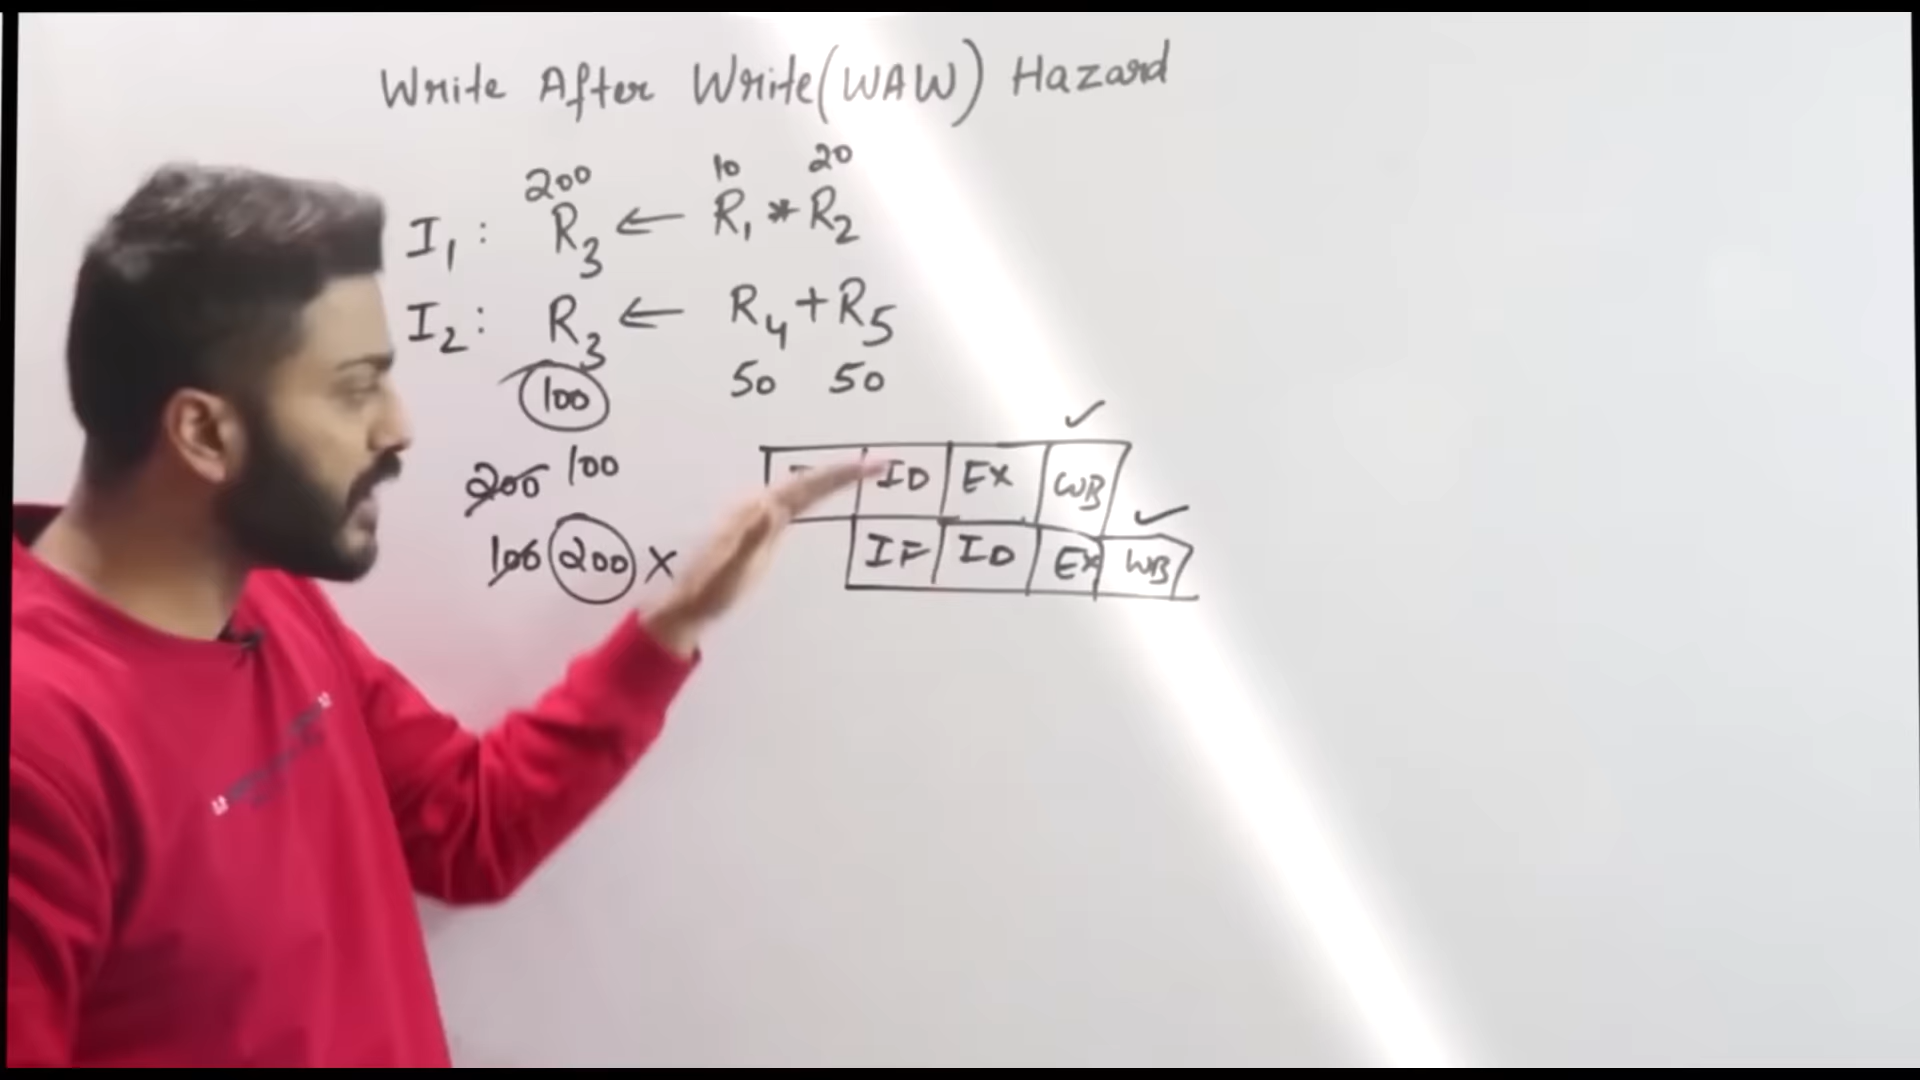 Write After Write (WAW) Hazard
200 10 20
I1: R3 ← R1 * R2
I2: R3 ← R4 + R5
100 50 50
200 100
100 200 X
ID EX WB ✓
IF ID EX WB ✓